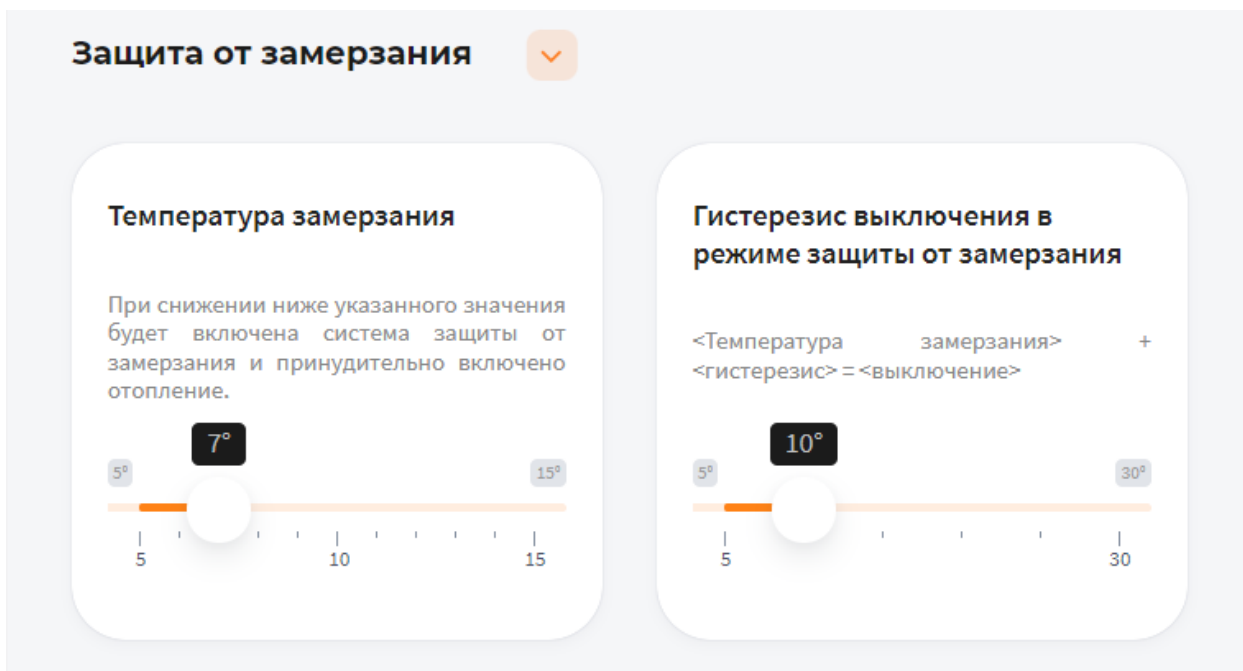 Защита от замерзания
Температура замерзания
При снижении ниже указанного значения
будет включена система защиты от
замерзания и принудительно включено
отопление.
7°
5°
15°
5
10
15
Гистерезис выключения в
режиме защиты от замерзания
<Температура замерзания> +
<гистерезис> = <выключение>
10°
5°
30°
5
30